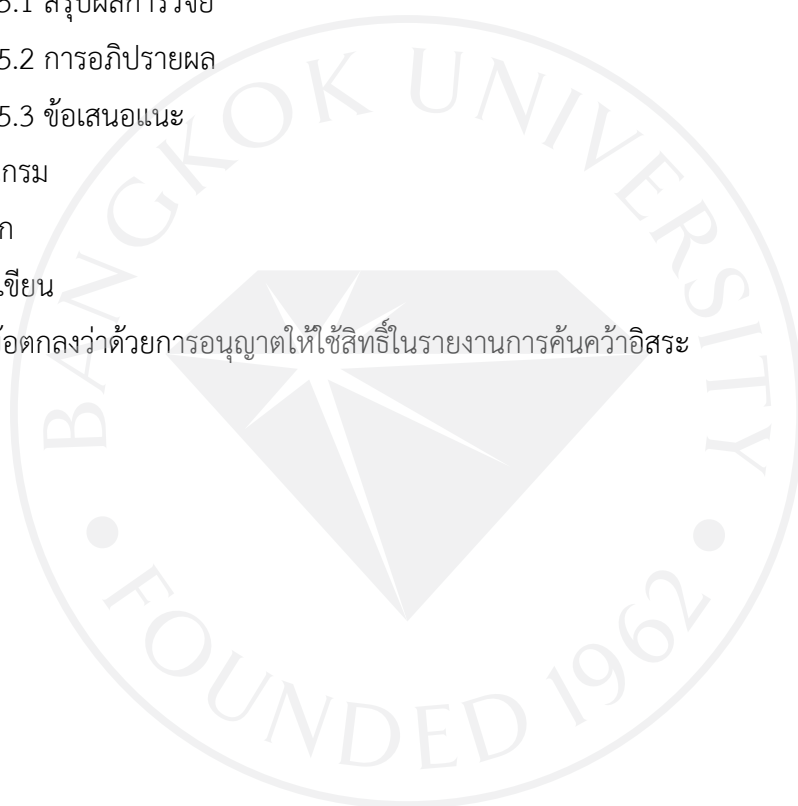 5.1 สรุปผลการวิจัย
5.2 การอภิปรายผล
5.3 ข้อเสนอแนะ
กรม
ก
เขียน
้อตกลงว่าด้วยการอนุญาตให้ใช้สิทธิ์ในรายงานการค้นคว้าอิสระ
BANGKOK UNIVERSITY
FOUNDED 1962